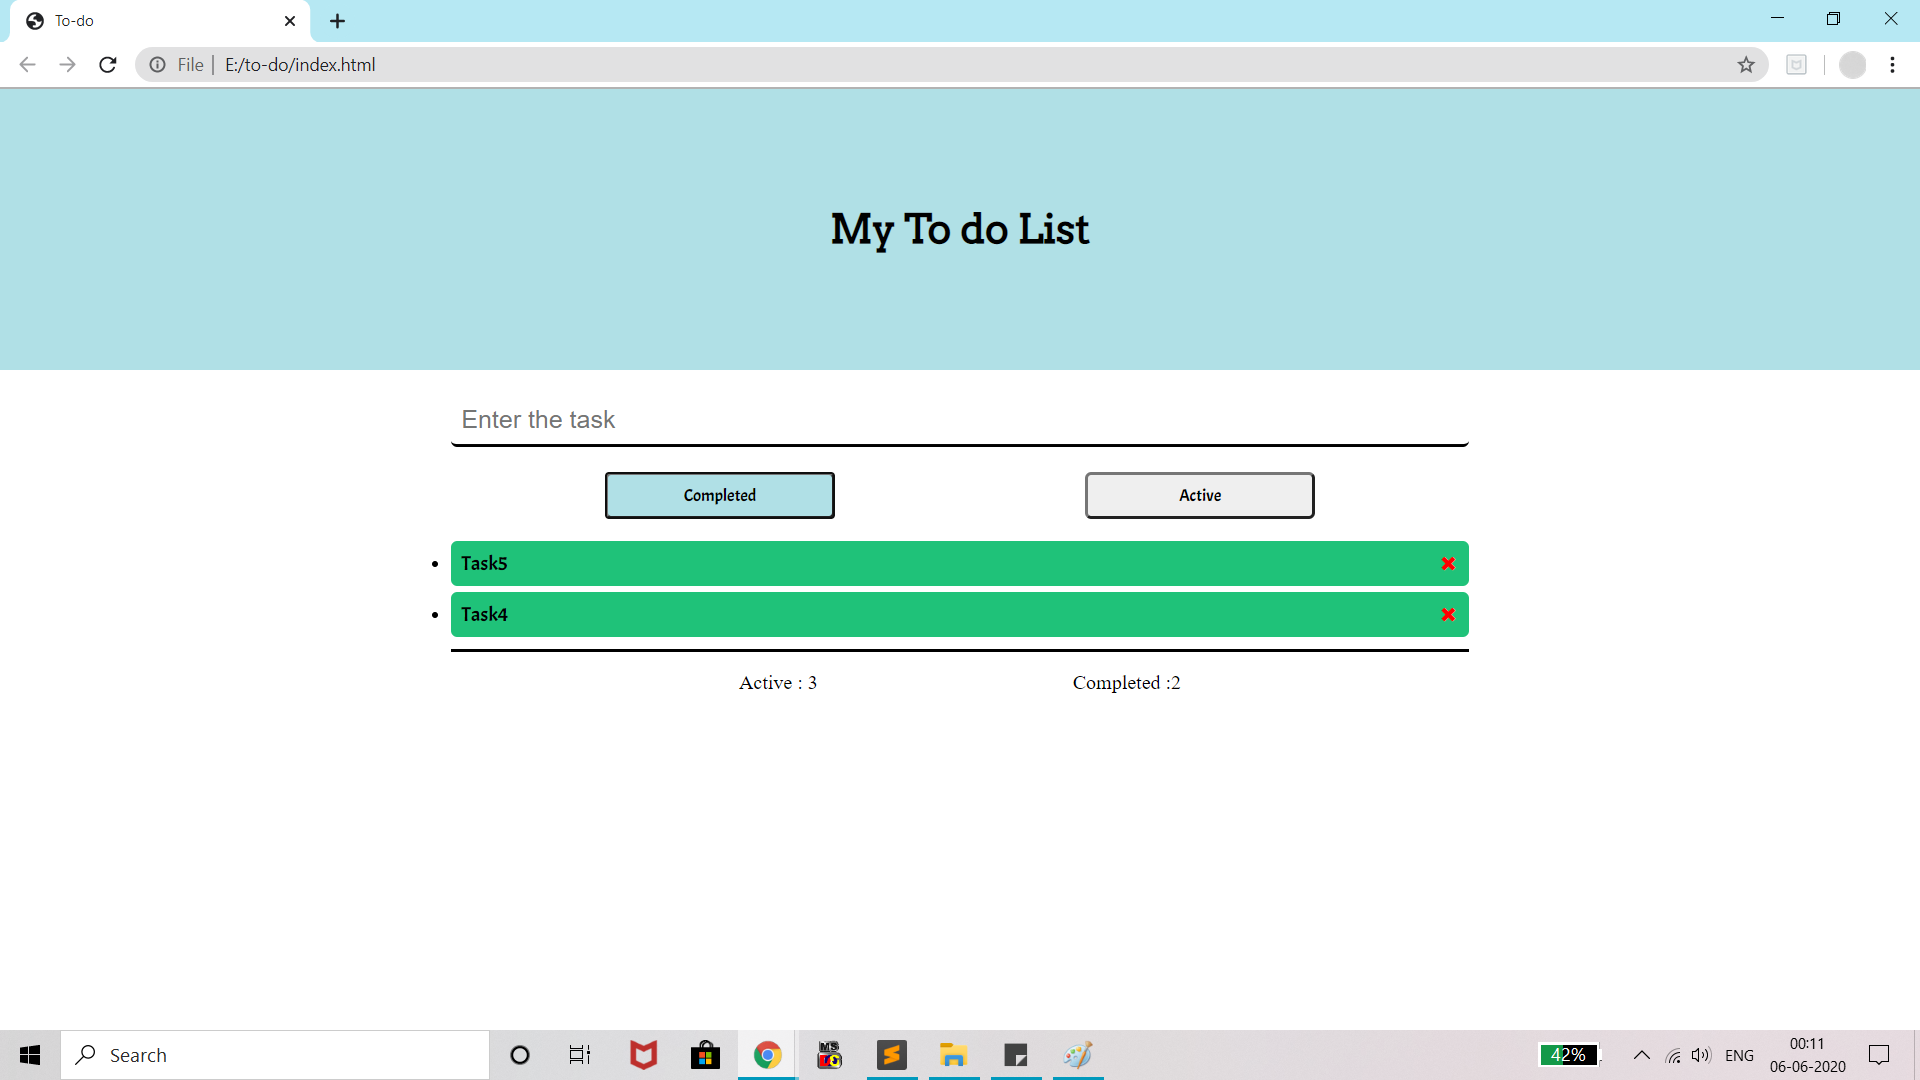 To-do
File
E:/to-do/index.html
My To do List
Enter the task
Completed
Active
Task5
Task4
Active : 3
Completed :2
Search
MS
42%
ENG
00:11
06-06-2020